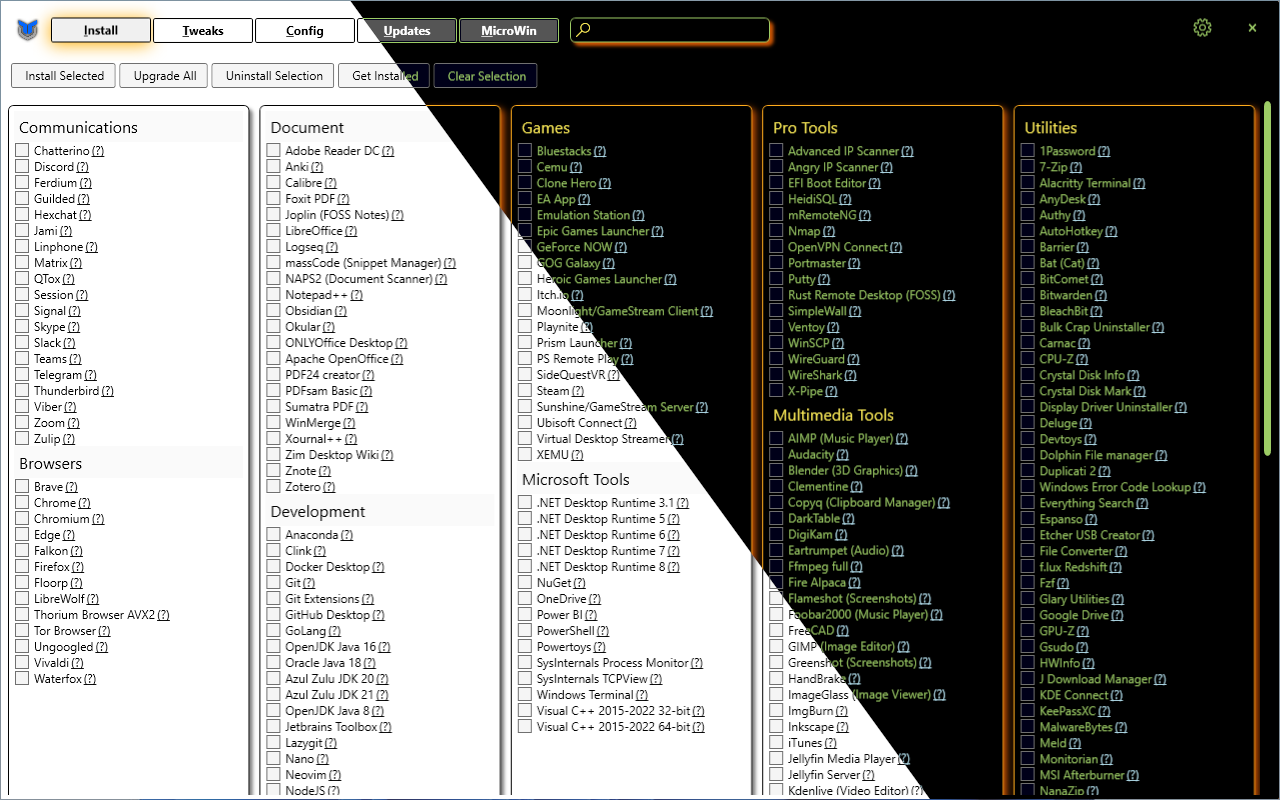 Install
Tweaks
Config
Updates
MicroWin
Install Selected
Upgrade All
Uninstall Selection
Get Installed
Clear Selection
Communications
Chatterino (?)
Discord (?)
Ferdium (?)
Guilded (?)
Hexchat (?)
Jami (?)
Linphone (?)
Matrix (?)
QTox (?)
Session (?)
Signal (?)
Skype (?)
Slack (?)
Teams (?)
Telegram (?)
Thunderbird (?)
Viber (?)
Zoom (?)
Zulip (?)
Browsers
Brave (?)
Chrome (?)
Chromium (?)
Edge (?)
Falkon (?)
Firefox (?)
Floorp (?)
LibreWolf (?)
Thorium Browser AVX2 (?)
Tor Browser (?)
Ungoogled (?)
Vivaldi (?)
Waterfox (?)
Document
Adobe Reader DC (?)
Anki (?)
Calibre (?)
Foxit PDF (?)
Joplin (FOSS Notes) (?)
LibreOffice (?)
Logseq (?)
massCode (Snippet Manager) (?)
NAPS2 (Document Scanner) (?)
Notepad++ (?)
Obsidian (?)
Okular (?)
ONLYOffice Desktop (?)
Apache OpenOffice (?)
PDF24 creator (?)
PDFsam Basic (?)
Sumatra PDF (?)
WinMerge (?)
Xournal++ (?)
Zim Desktop Wiki (?)
Znote (?)
Zotero (?)
Development
Anaconda (?)
Clink (?)
Docker Desktop (?)
Git (?)
Git Extensions (?)
GitHub Desktop (?)
GoLang (?)
OpenJDK Java 16 (?)
Oracle Java 18 (?)
Azul Zulu JDK 20 (?)
Azul Zulu JDK 21 (?)
OpenJDK Java 8 (?)
Jetbrains Toolbox (?)
Lazygit (?)
Nano (?)
Neovim (?)
NodeJS (?)
Games
Bluestacks (?)
Cemu (?)
Clone Hero (?)
EA App (?)
Emulation Station (?)
Epic Games Launcher (?)
GeForce NOW (?)
GOG Galaxy (?)
Heroic Games Launcher (?)
Itch.io (?)
Moonlight/GameStream Client (?)
Playnite (?)
Prism Launcher (?)
PS Remote Play (?)
SideQuestVR (?)
Steam (?)
Sunshine/GameStream Server (?)
Ubisoft Connect (?)
Virtual Desktop Streamer (?)
XEMU (?)
Microsoft Tools
.NET Desktop Runtime 3.1 (?)
.NET Desktop Runtime 5 (?)
.NET Desktop Runtime 6 (?)
.NET Desktop Runtime 7 (?)
.NET Desktop Runtime 8 (?)
NuGet (?)
OneDrive (?)
Power BI (?)
PowerShell (?)
Powertoys (?)
SysInternals Process Monitor (?)
SysInternals TCPView (?)
Windows Terminal (?)
Visual C++ 2015-2022 32-bit (?)
Visual C++ 2015-2022 64-bit (?)
Pro Tools
Advanced IP Scanner (?)
Angry IP Scanner (?)
EFI Boot Editor (?)
HeidiSQL (?)
mRemoteNG (?)
Nmap (?)
OpenVPN Connect (?)
Portmaster (?)
Putty (?)
Rust Remote Desktop (FOSS) (?)
SimpleWall (?)
Ventoy (?)
WinSCP (?)
WireGuard (?)
WireShark (?)
X-Pipe (?)
Multimedia Tools
AIMP (Music Player) (?)
Audacity (?)
Blender (3D Graphics) (?)
Clementine (?)
Copyq (Clipboard Manager) (?)
DarkTable (?)
DigiKam (?)
Eartrumpet (Audio) (?)
Ffmpeg full (?)
Fire Alpaca (?)
Flameshot (Screenshots) (?)
Foobar2000 (Music Player) (?)
FreeCAD (?)
GIMP (Image Editor) (?)
Greenshot (Screenshots) (?)
HandBrake (?)
ImageGlass (Image Viewer) (?)
ImgBurn (?)
Inkscape (?)
iTunes (?)
Jellyfin Media Player (?)
Jellyfin Server (?)
Kdenlive (Video Editor) (?)
Utilities
1Password (?)
7-Zip (?)
Alacritty Terminal (?)
AnyDesk (?)
Authy (?)
AutoHotkey (?)
Barrier (?)
Bat (Cat) (?)
BitComet (?)
Bitwarden (?)
BleachBit (?)
Bulk Crap Uninstaller (?)
Carnac (?)
CPU-Z (?)
Crystal Disk Info (?)
Crystal Disk Mark (?)
Display Driver Uninstaller (?)
Deluge (?)
Devtoys (?)
Dolphin File manager (?)
Duplicati 2 (?)
Windows Error Code Lookup (?)
Everything Search (?)
Espanso (?)
Etcher USB Creator (?)
File Converter (?)
f.lux Redshift (?)
Fzf (?)
Glary Utilities (?)
Google Drive (?)
GPU-Z (?)
Gsudo (?)
HWInfo (?)
J Download Manager (?)
KDE Connect (?)
KeePassXC (?)
MalwareBytes (?)
Meld (?)
Monitorian (?)
MSI Afterburner (?)
NanaZip (?)